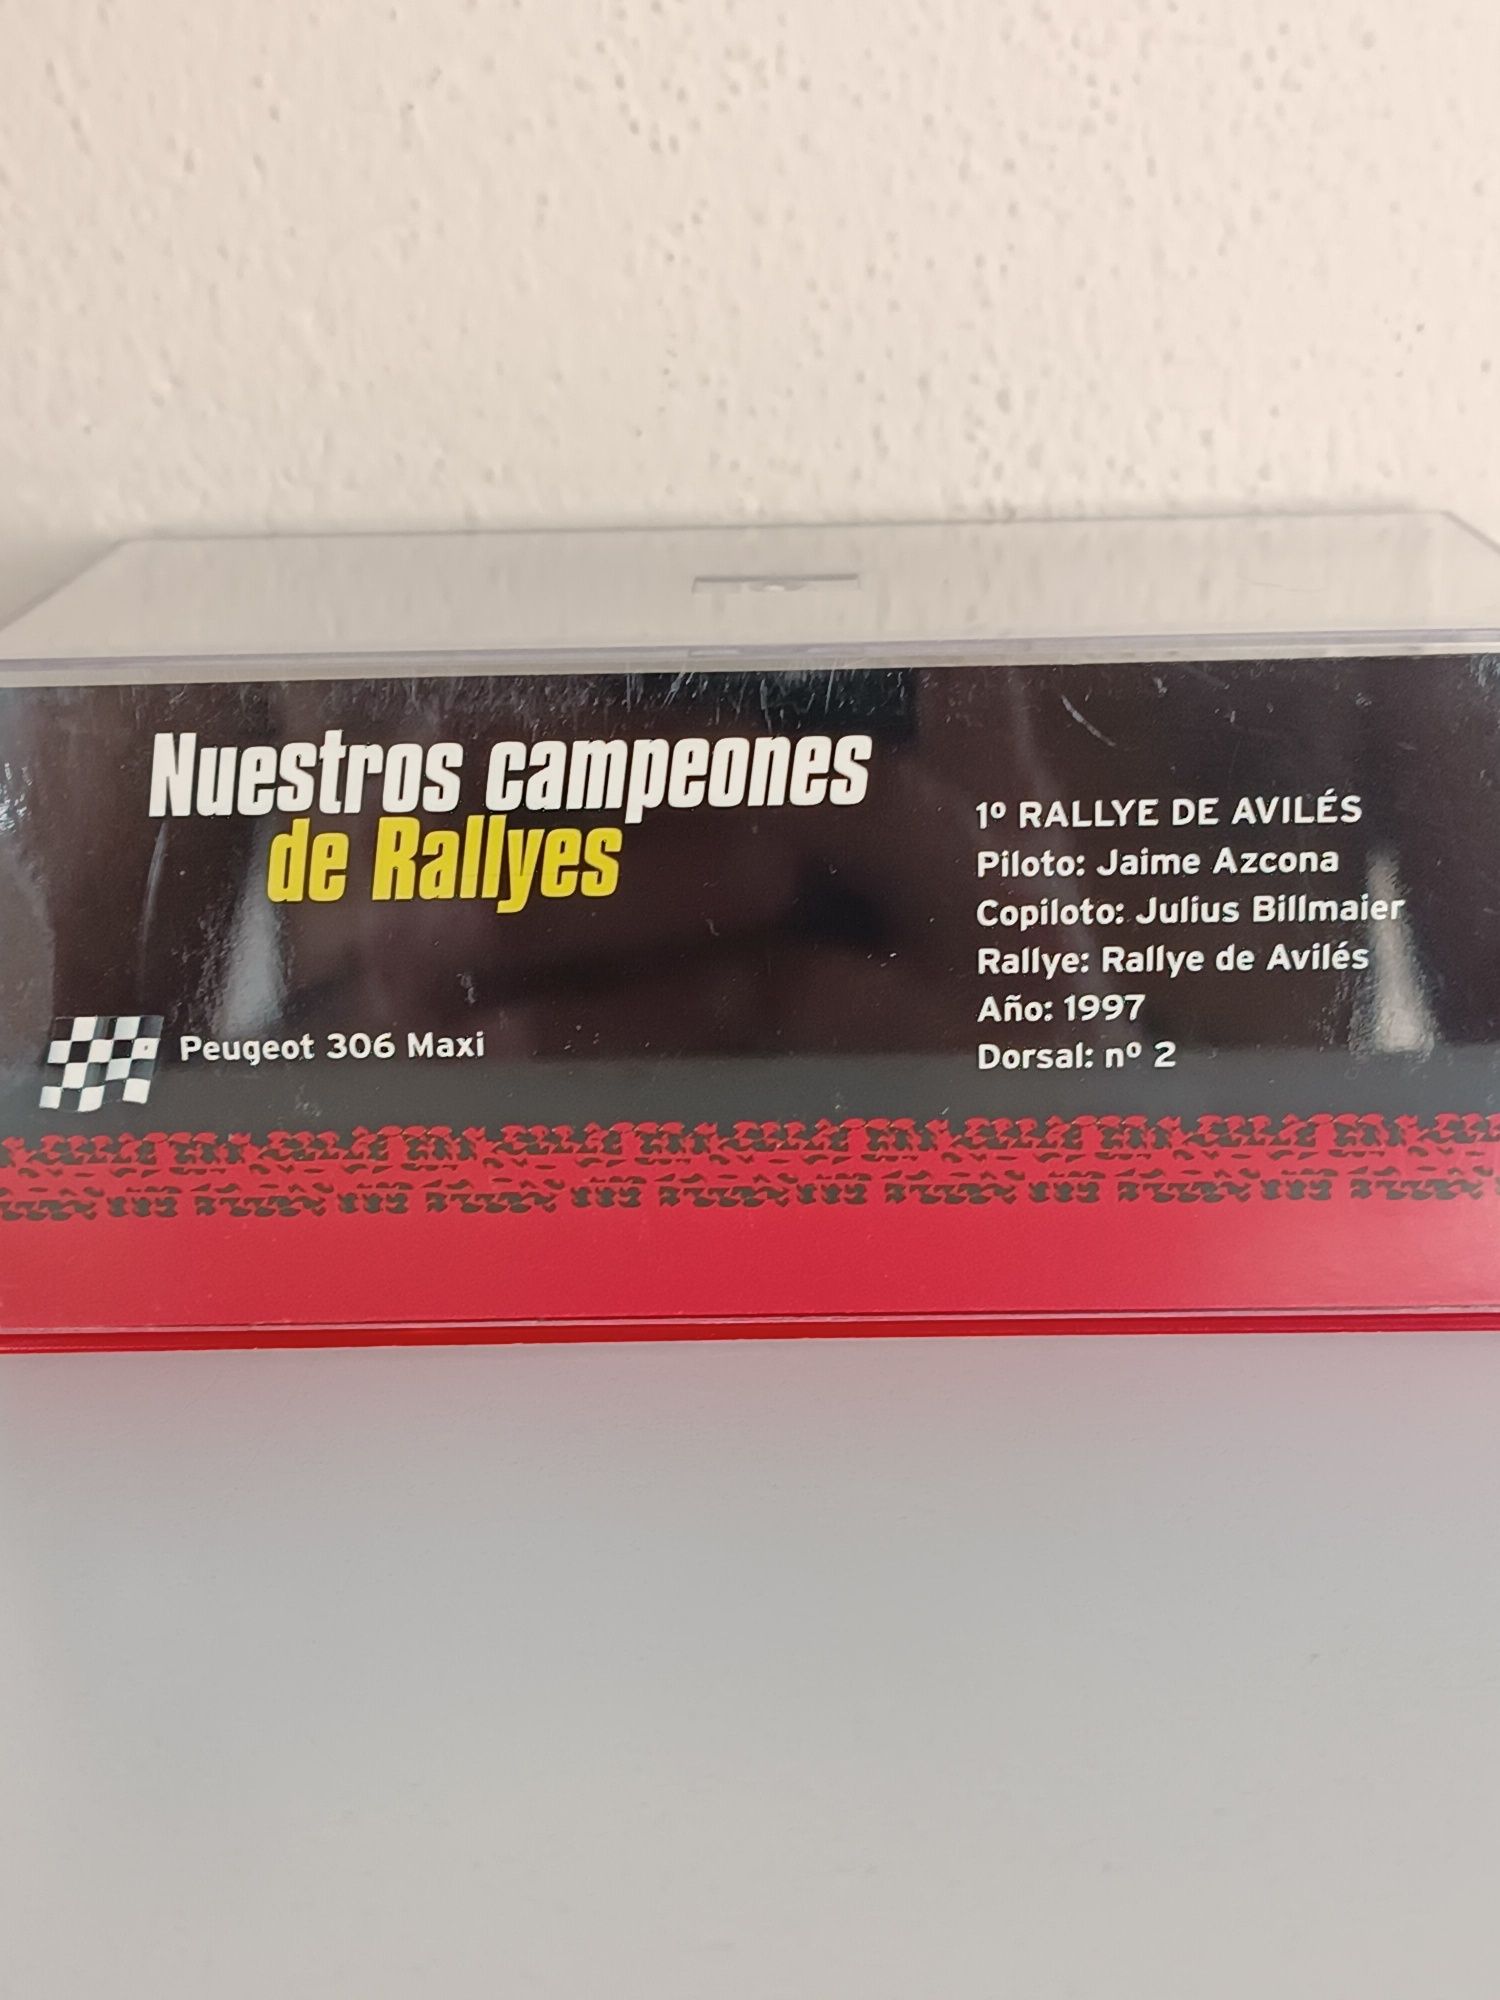 Nuestros campeones
de Rallyes
Peugeot 306 Maxi
1º RALLYE DE AVILÉS
Piloto: Jaime Azcona
Copiloto: Julius Billmaier
Rallye: Rallye de Avilés
Año: 1997
Dorsal: nº 2